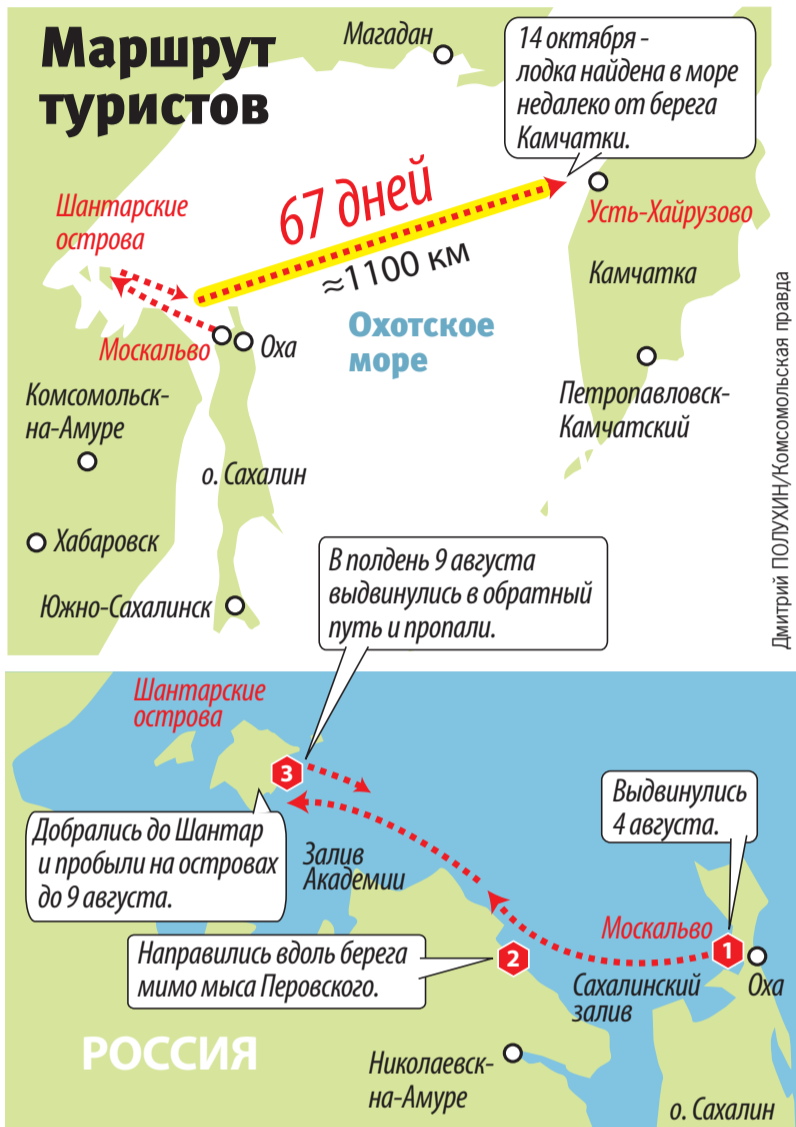 Маршрут
туристов
Магадан
14 октября -
лодка найдена в море
недалеко от берега
Камчатки.
Шантарские
острова
67 дней
≈1100 км
Усть-Хайрузово
Камчатка
Охотское
море
Москальво
Оха
Комсомольск-
на-Амуре
Петропавловск-
Камчатский
о. Сахалин
Хабаровск
Южно-Сахалинск
Дмитрий ПОЛУХИН/Комсомольская правда
В полдень 9 августа
выдвинулись в обратный
путь и пропали.
Шантарские
острова
3
Выдвинулись
4 августа.
Добрались до Шантар
и пробыли на островах
до 9 августа.
Залив
Академии
Москальво
1
Направились вдоль берега
мимо мыса Перовского.
2
Сахалинский
залив
Оха
РОССИЯ
Николаевск-
на-Амуре
о. Сахалин